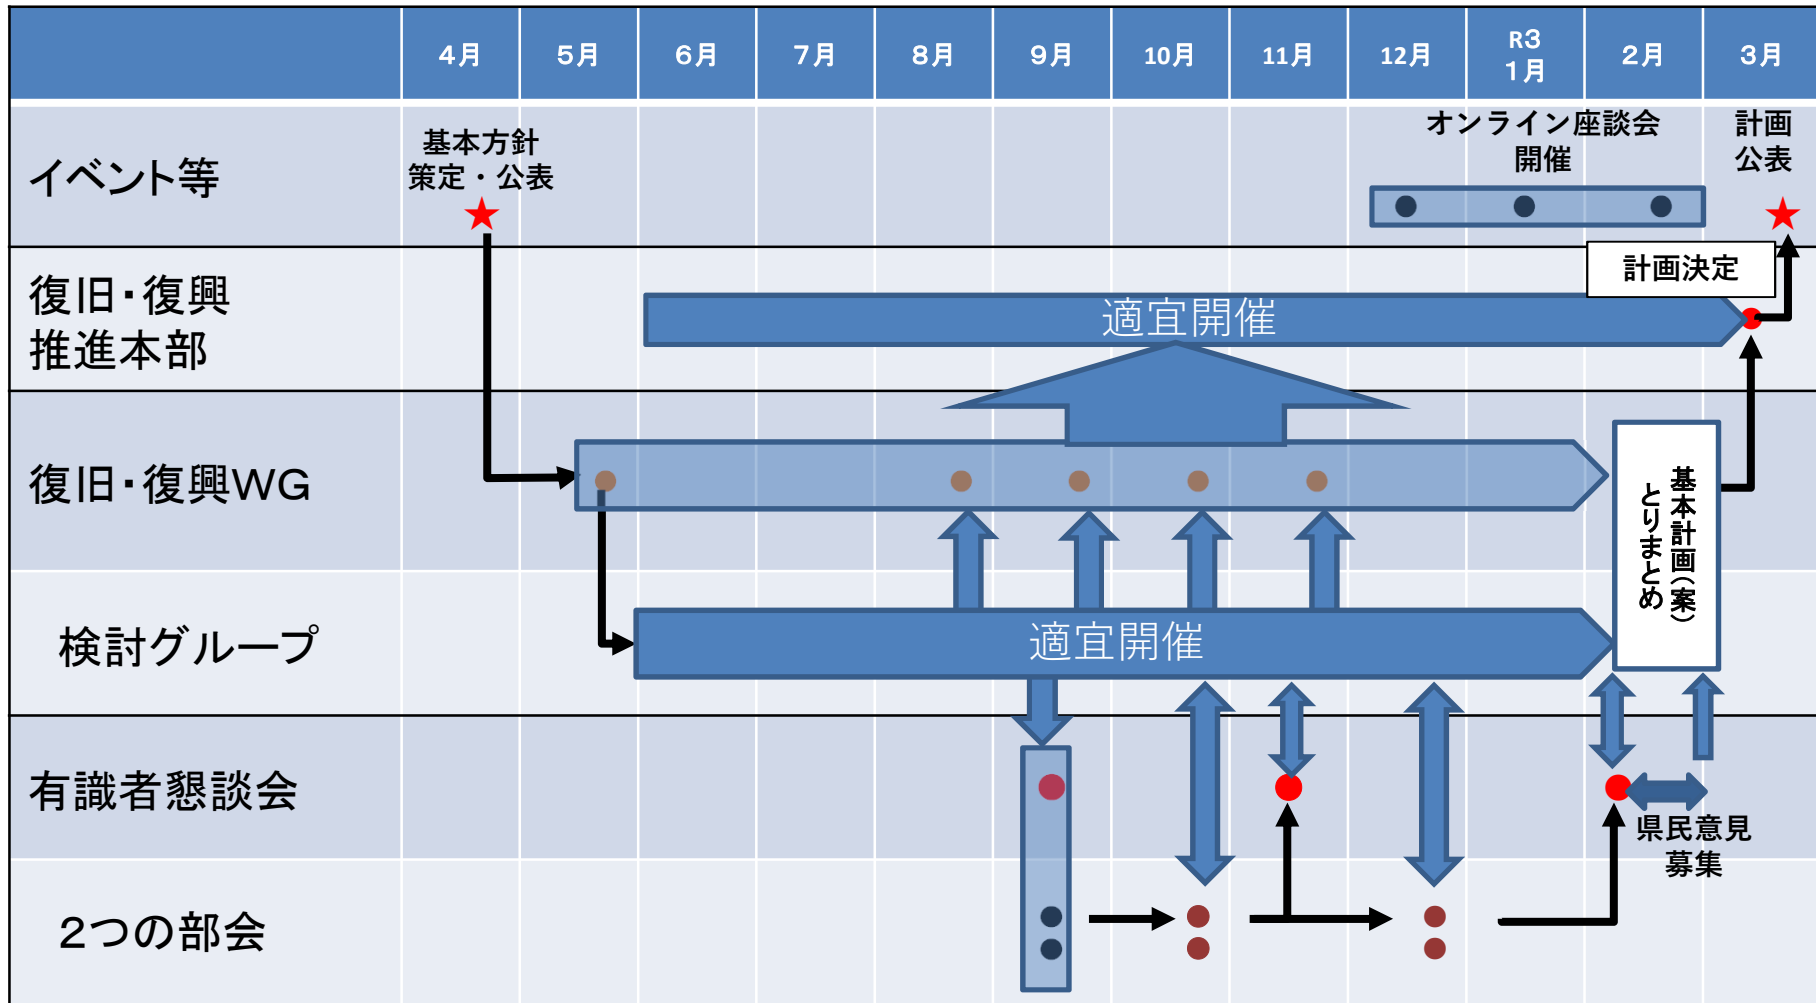 4月
5月
6月
7月
8月
9月
10月
11月
12月
R3
1月
2月
3月
イベント等
基本方針
策定・公表
オンライン座談会
開催
計画
公表
復旧・復興
推進本部
適宜開催
計画決定
復旧・復興WG
基本計画(案)
とりまとめ
検討グループ
適宜開催
有識者懇談会
県民意見
募集
2つの部会